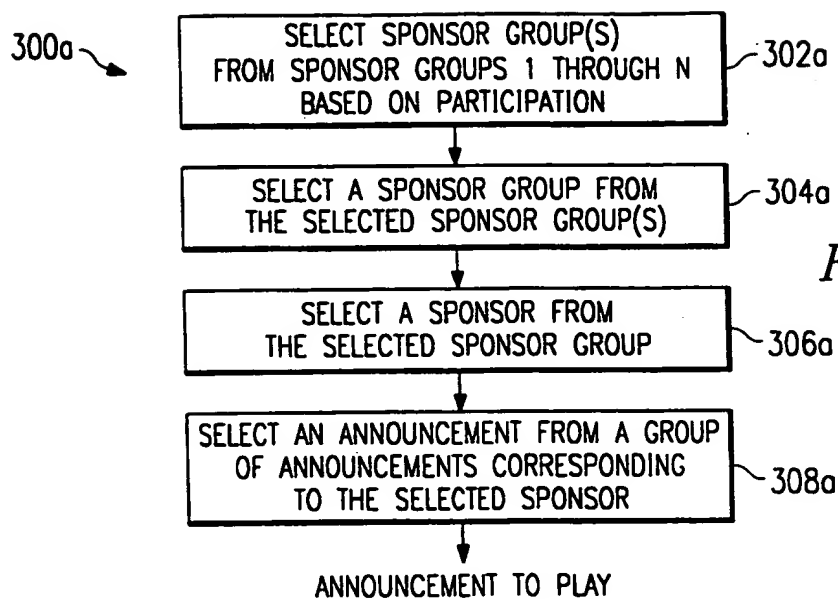 300a
SELECT SPONSOR GROUP(S)
FROM SPONSOR GROUPS 1 THROUGH N
BASED ON PARTICIPATION
302a
SELECT A SPONSOR GROUP FROM
THE SELECTED SPONSOR GROUP(S)
304a
SELECT A SPONSOR FROM
THE SELECTED SPONSOR GROUP
306a
SELECT AN ANNOUNCEMENT FROM A GROUP
OF ANNOUNCEMENTS CORRESPONDING
TO THE SELECTED SPONSOR
308a
ANNOUNCEMENT TO PLAY